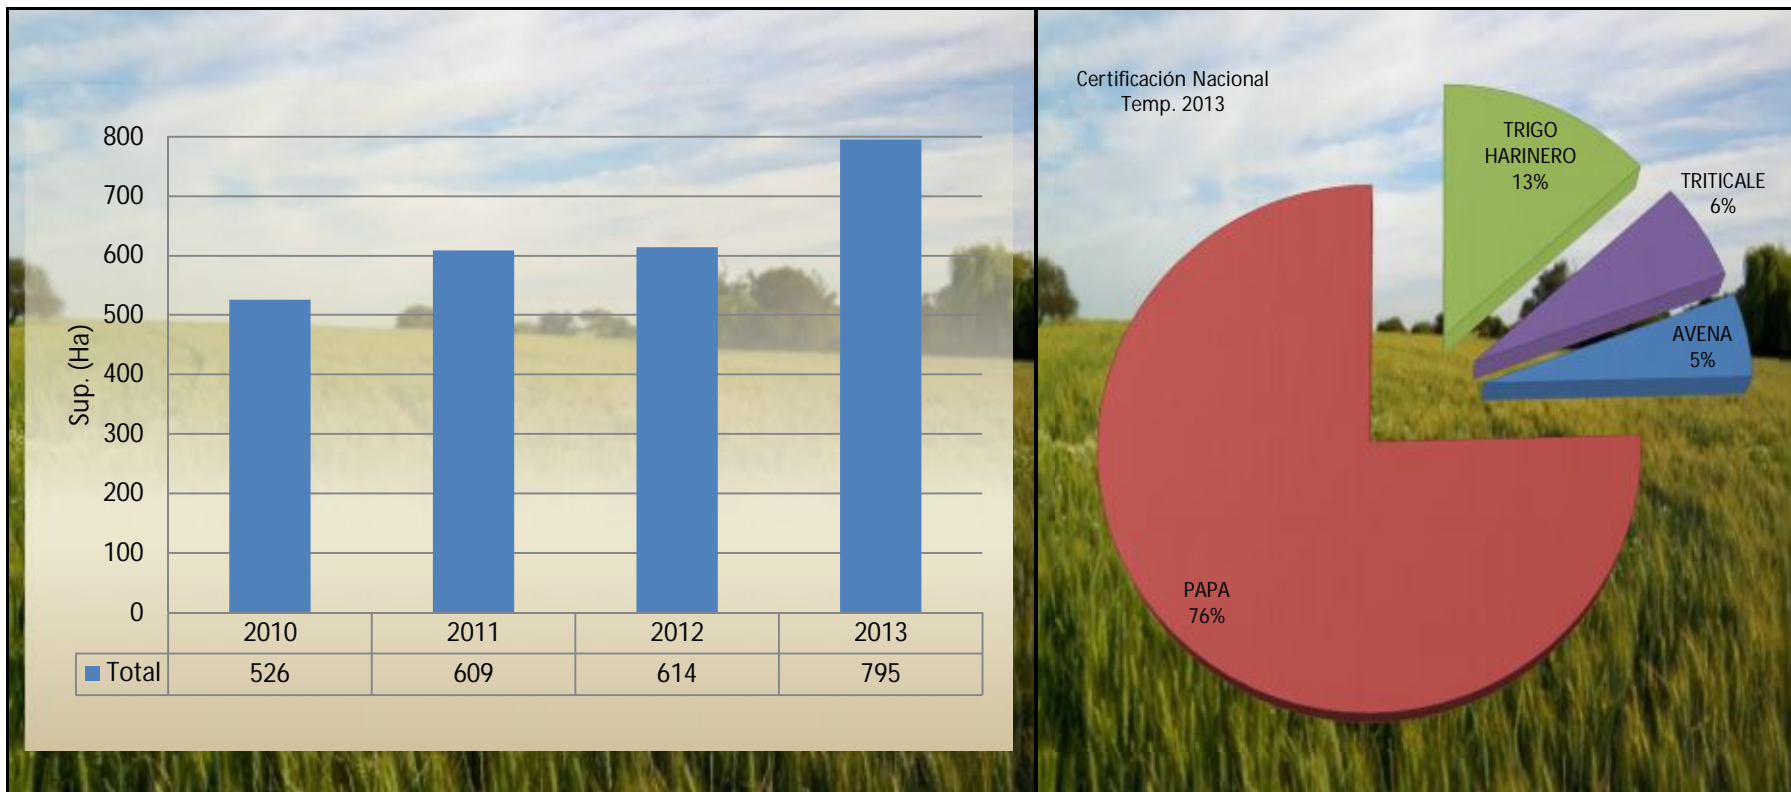 800
700
600
500
400
300
200
100
0
Sup. (Ha)
2010 2011 2012 2013
Total 526 609 614 795
Certificación Nacional
Temp. 2013
TRIGO
HARINERO
13%
TRITICALE
6%
AVENA
5%
PAPA
76%